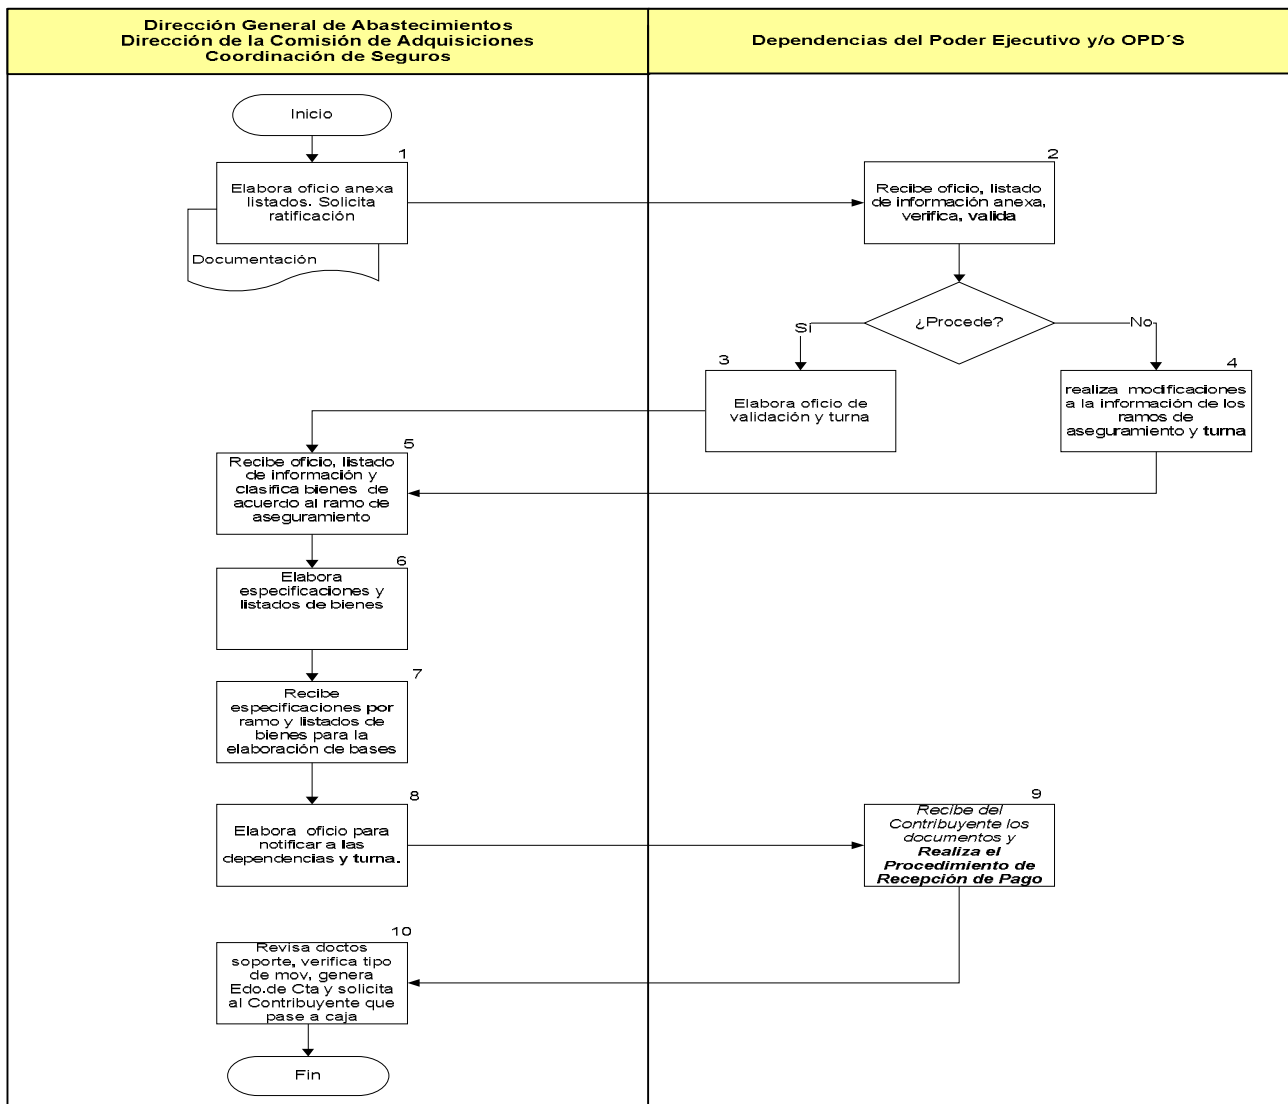 Dirección General de Abastecimientos
Dirección de la Comisión de Adquisiciones
Coordinación de Seguros
Dependencias del Poder Ejecutivo y/o OPD´S
Inicio
1
Elabora oficio anexa
listados. Solicita
ratificación
Documentación
2
Recibe oficio, listado
de información anexa,
verifica, valida
¿Procede?
Sí
No
3
Elabora oficio de
validación y turna
4
realiza modificaciones
a la información de los
ramos de
aseguramiento y turna
5
Recibe oficio, listado
de información y
clasifica bienes de
acuerdo al ramo de
aseguramiento
6
Elabora
especificaciones y
listados de bienes
7
Recibe
especificaciones por
ramo y listados de
bienes para la
elaboración de bases
8
Elabora oficio para
notificar a las
dependencias y turna.
9
Recibe del
Contribuyente los
documentos y
Realiza el
Procedimiento de
Recepción de Pago
10
Revisa doctos
soporte, verifica tipo
de mov, genera
Edo.de Cta y solicita
al Contribuyente que
pase a caja
Fin